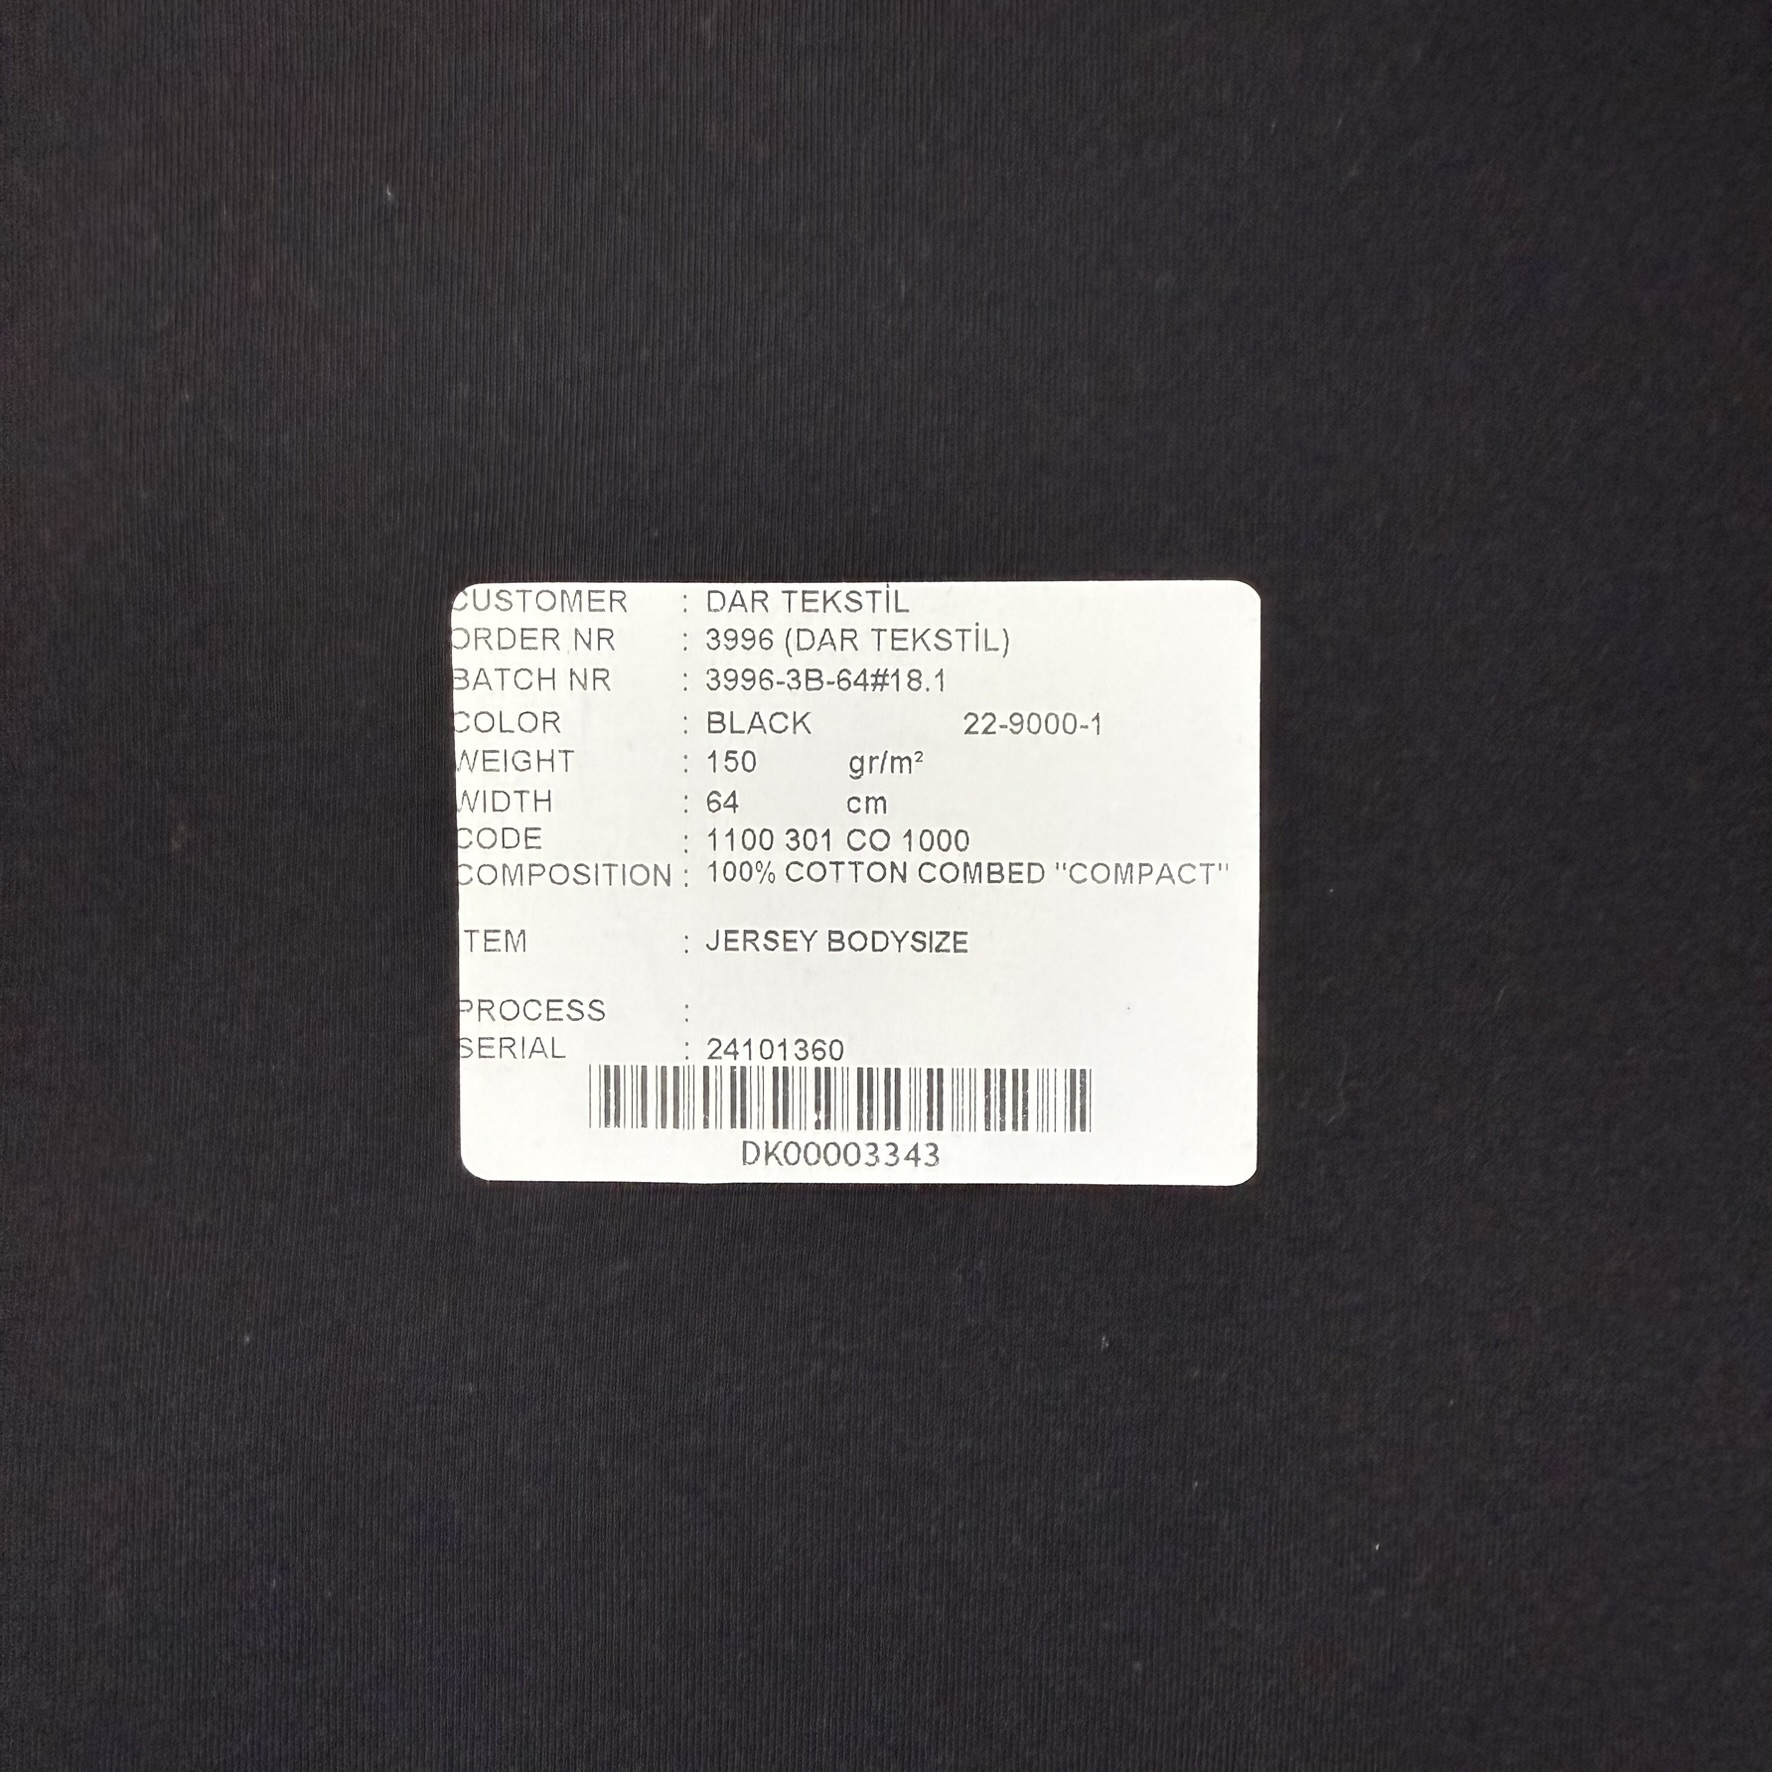 CUSTOMER : DAR TEKSTİL
ORDER NR : 3996 (DAR TEKSTİL)
BATCH NR : 3996-3B-64#18.1
COLOR : BLACK 22-9000-1
WEIGHT : 150 gr/m²
WIDTH : 64 cm
CODE : 1100 301 CO 1000
COMPOSITION : 100% COTTON COMBED "COMPACT"
ITEM : JERSEY BODYSIZE
PROCESS :
SERIAL : 24101360
DK00003343